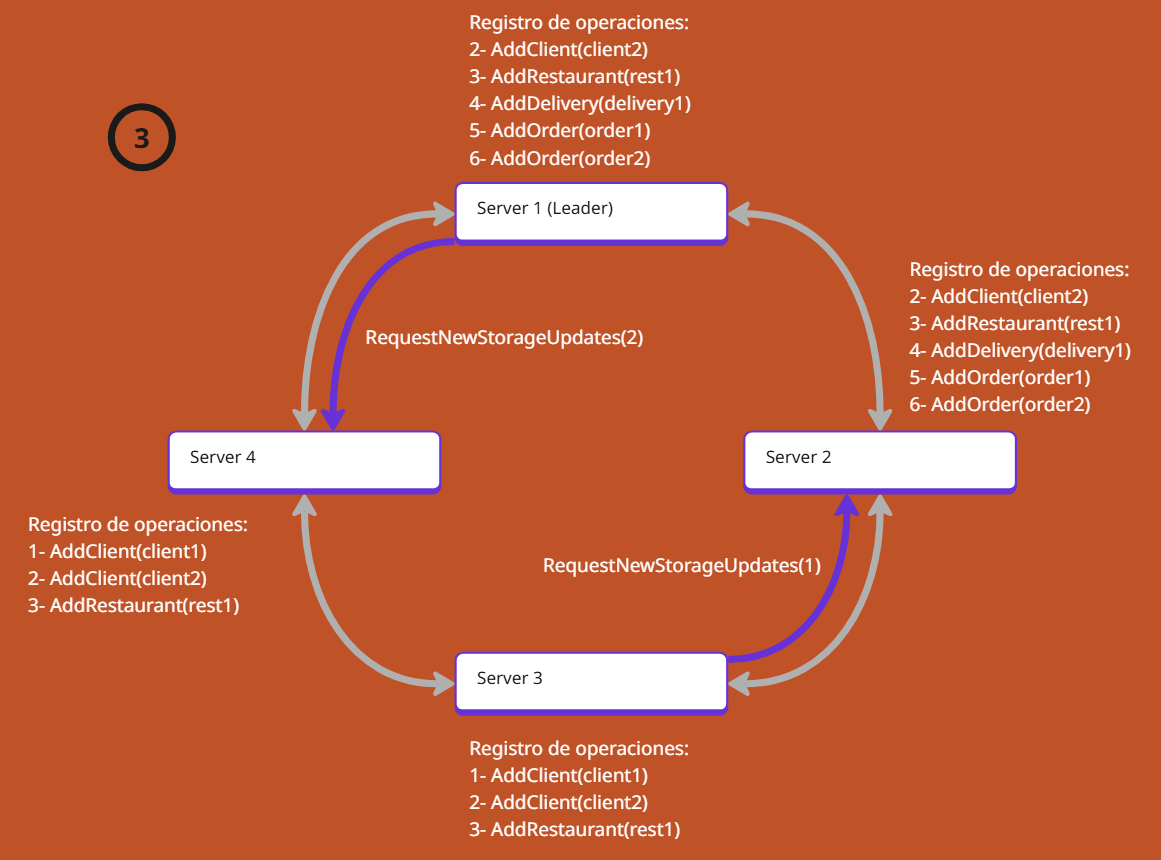 Registro de operaciones:
2- AddClient(client2)
3- AddRestaurant(rest1)
4- AddDelivery(delivery1)
5- AddOrder(order1)
6- AddOrder(order2)
3
Server 1 (Leader)
Registro de operaciones:
2- AddClient(client2)
3- AddRestaurant(rest1)
4- AddDelivery(delivery1)
5- AddOrder(order1)
6- AddOrder(order2)
RequestNewStorageUpdates(2)
Server 4
Server 2
Registro de operaciones:
1- AddClient(client1)
2- AddClient(client2)
3- AddRestaurant(rest1)
RequestNewStorageUpdates(1)
Server 3
Registro de operaciones:
1- AddClient(client1)
2- AddClient(client2)
3- AddRestaurant(rest1)